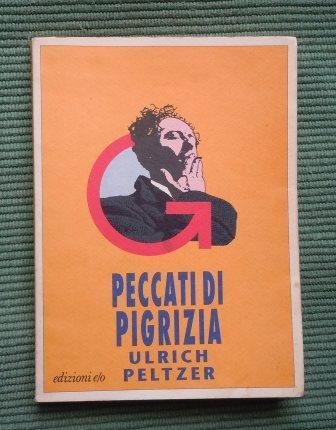 PECCATI DI
PIGRIZIA
ULRICH
PELTZER
edizioni e/o